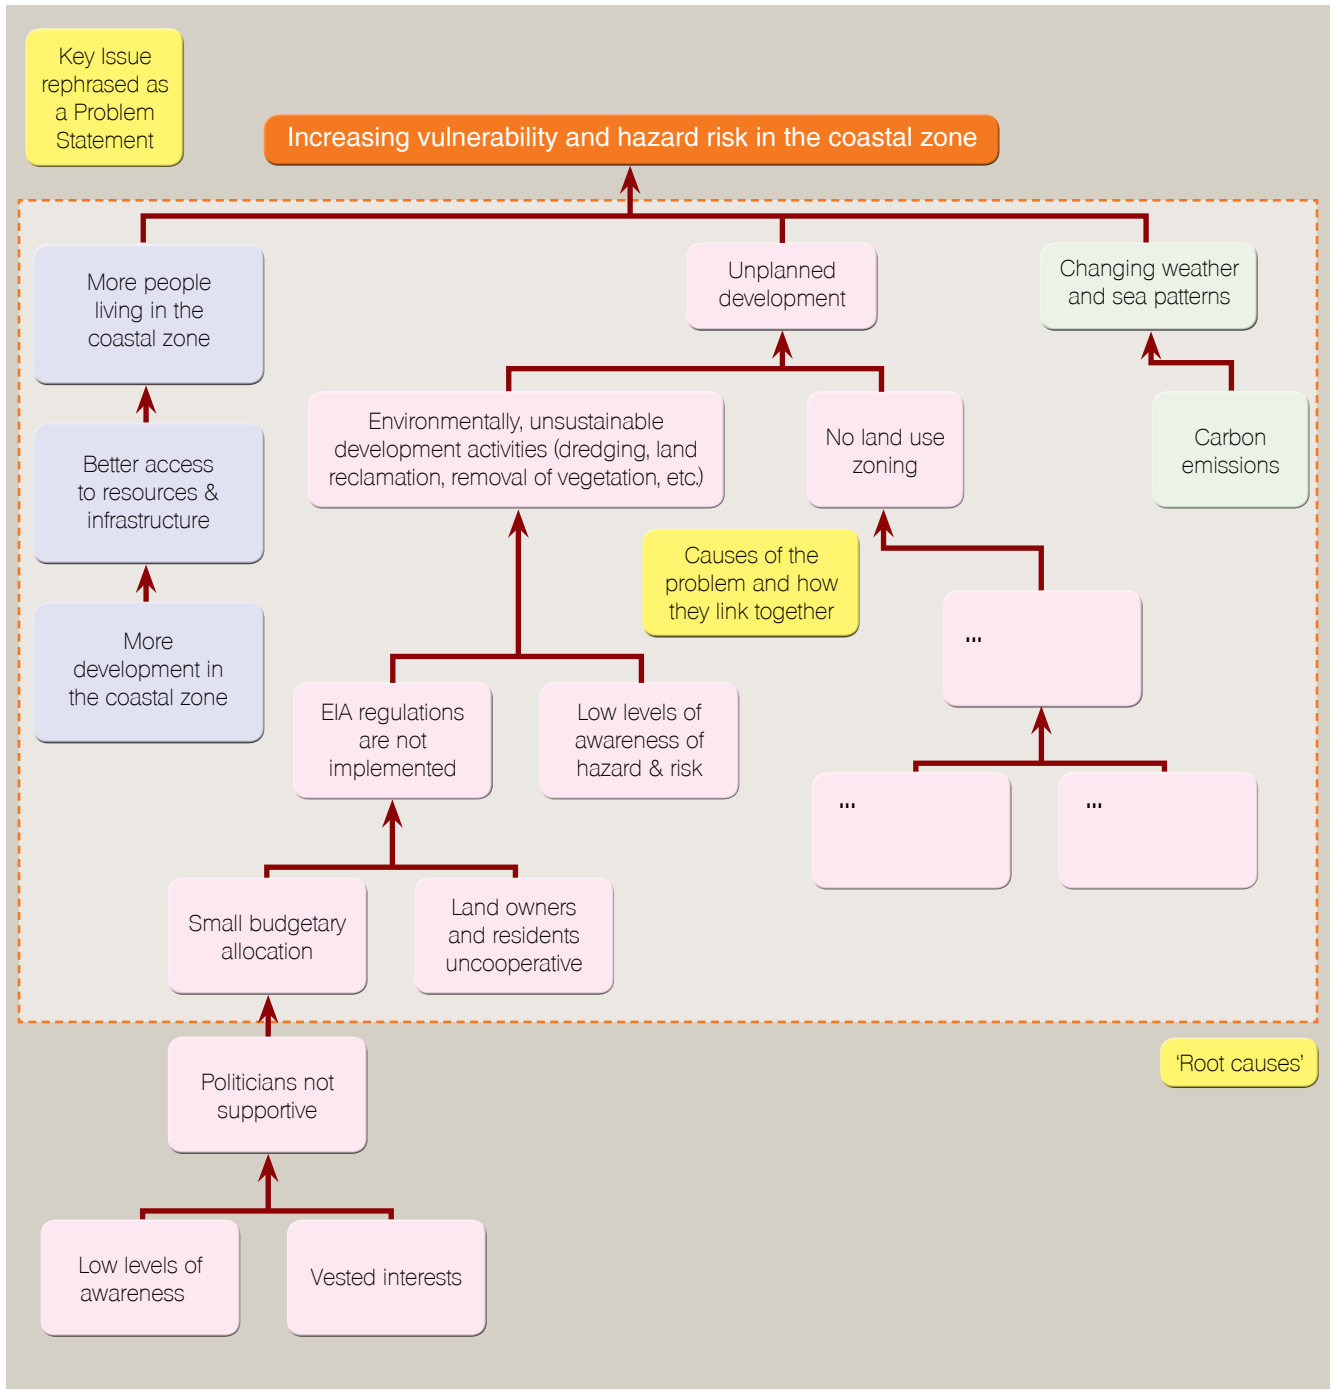 Key Issue
rephrased as
a Problem
Statement
Increasing vulnerability and hazard risk in the coastal zone
More people
living in the
coastal zone
Unplanned
development
Changing weather
and sea patterns
Environmentally, unsustainable
development activities (dredging, land
reclamation, removal of vegetation, etc.)
No land use
zoning
Carbon
emissions
Better access
to resources &
infrastructure
Causes of the
problem and how
they link together
More
development in
the coastal zone
...
EIA regulations
are not
implemented
Low levels of
awareness of
hazard & risk
...
...
Small budgetary
allocation
Land owners
and residents
uncooperative
Politicians not
supportive
'Root causes'
Low levels of
awareness
Vested interests